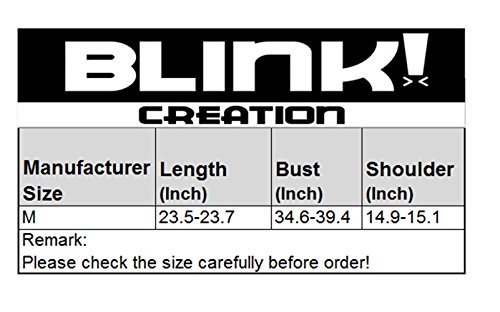 BLINK!
CREATION
Manufacturer Size Length (Inch) Bust (Inch) Shoulder (Inch)
M 23.5-23.7 34.6-39.4 14.9-15.1
Remark:
Please check the size carefully before order!